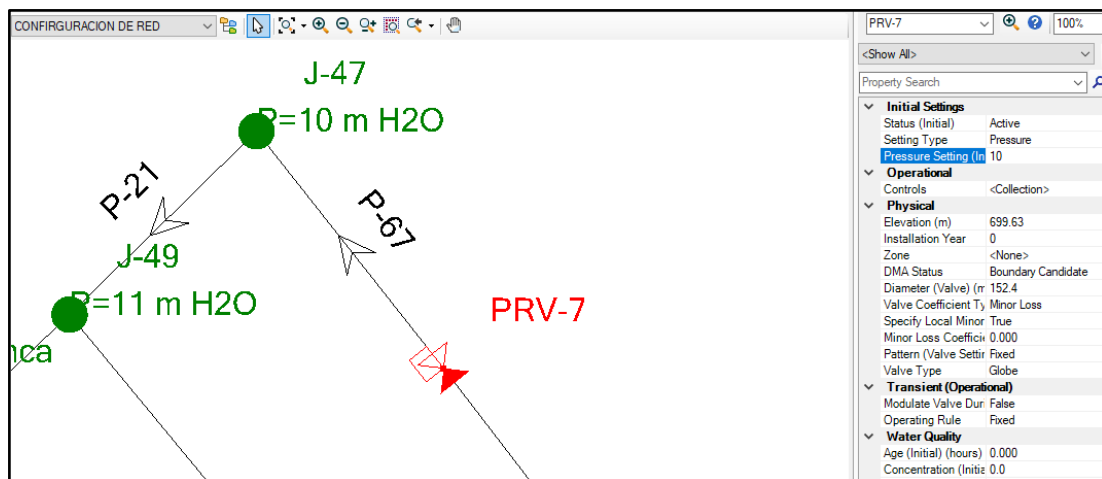 CONFIRGURACION DE RED
J-47
P=10 m H2O
P-21
P-67
J-49
P=11 m H2O
nca
PRV-7
PRV-7
100%
<Show All>
Property Search
Initial Settings
Status (Initial) Active
Setting Type Pressure
Pressure Setting (In 10
Operational
Controls <Collection>
Physical
Elevation (m) 699.63
Installation Year 0
Zone <None>
DMA Status Boundary Candidate
Diameter (Valve) (m 152.4
Valve Coefficient Ty Minor Loss
Specify Local Minor True
Minor Loss Coefficie 0.000
Pattern (Valve Settin Fixed
Valve Type Globe
Transient (Operational)
Modulate Valve Dur False
Operating Rule Fixed
Water Quality
Age (Initial) (hours) 0.000
Concentration (Initia 0.0